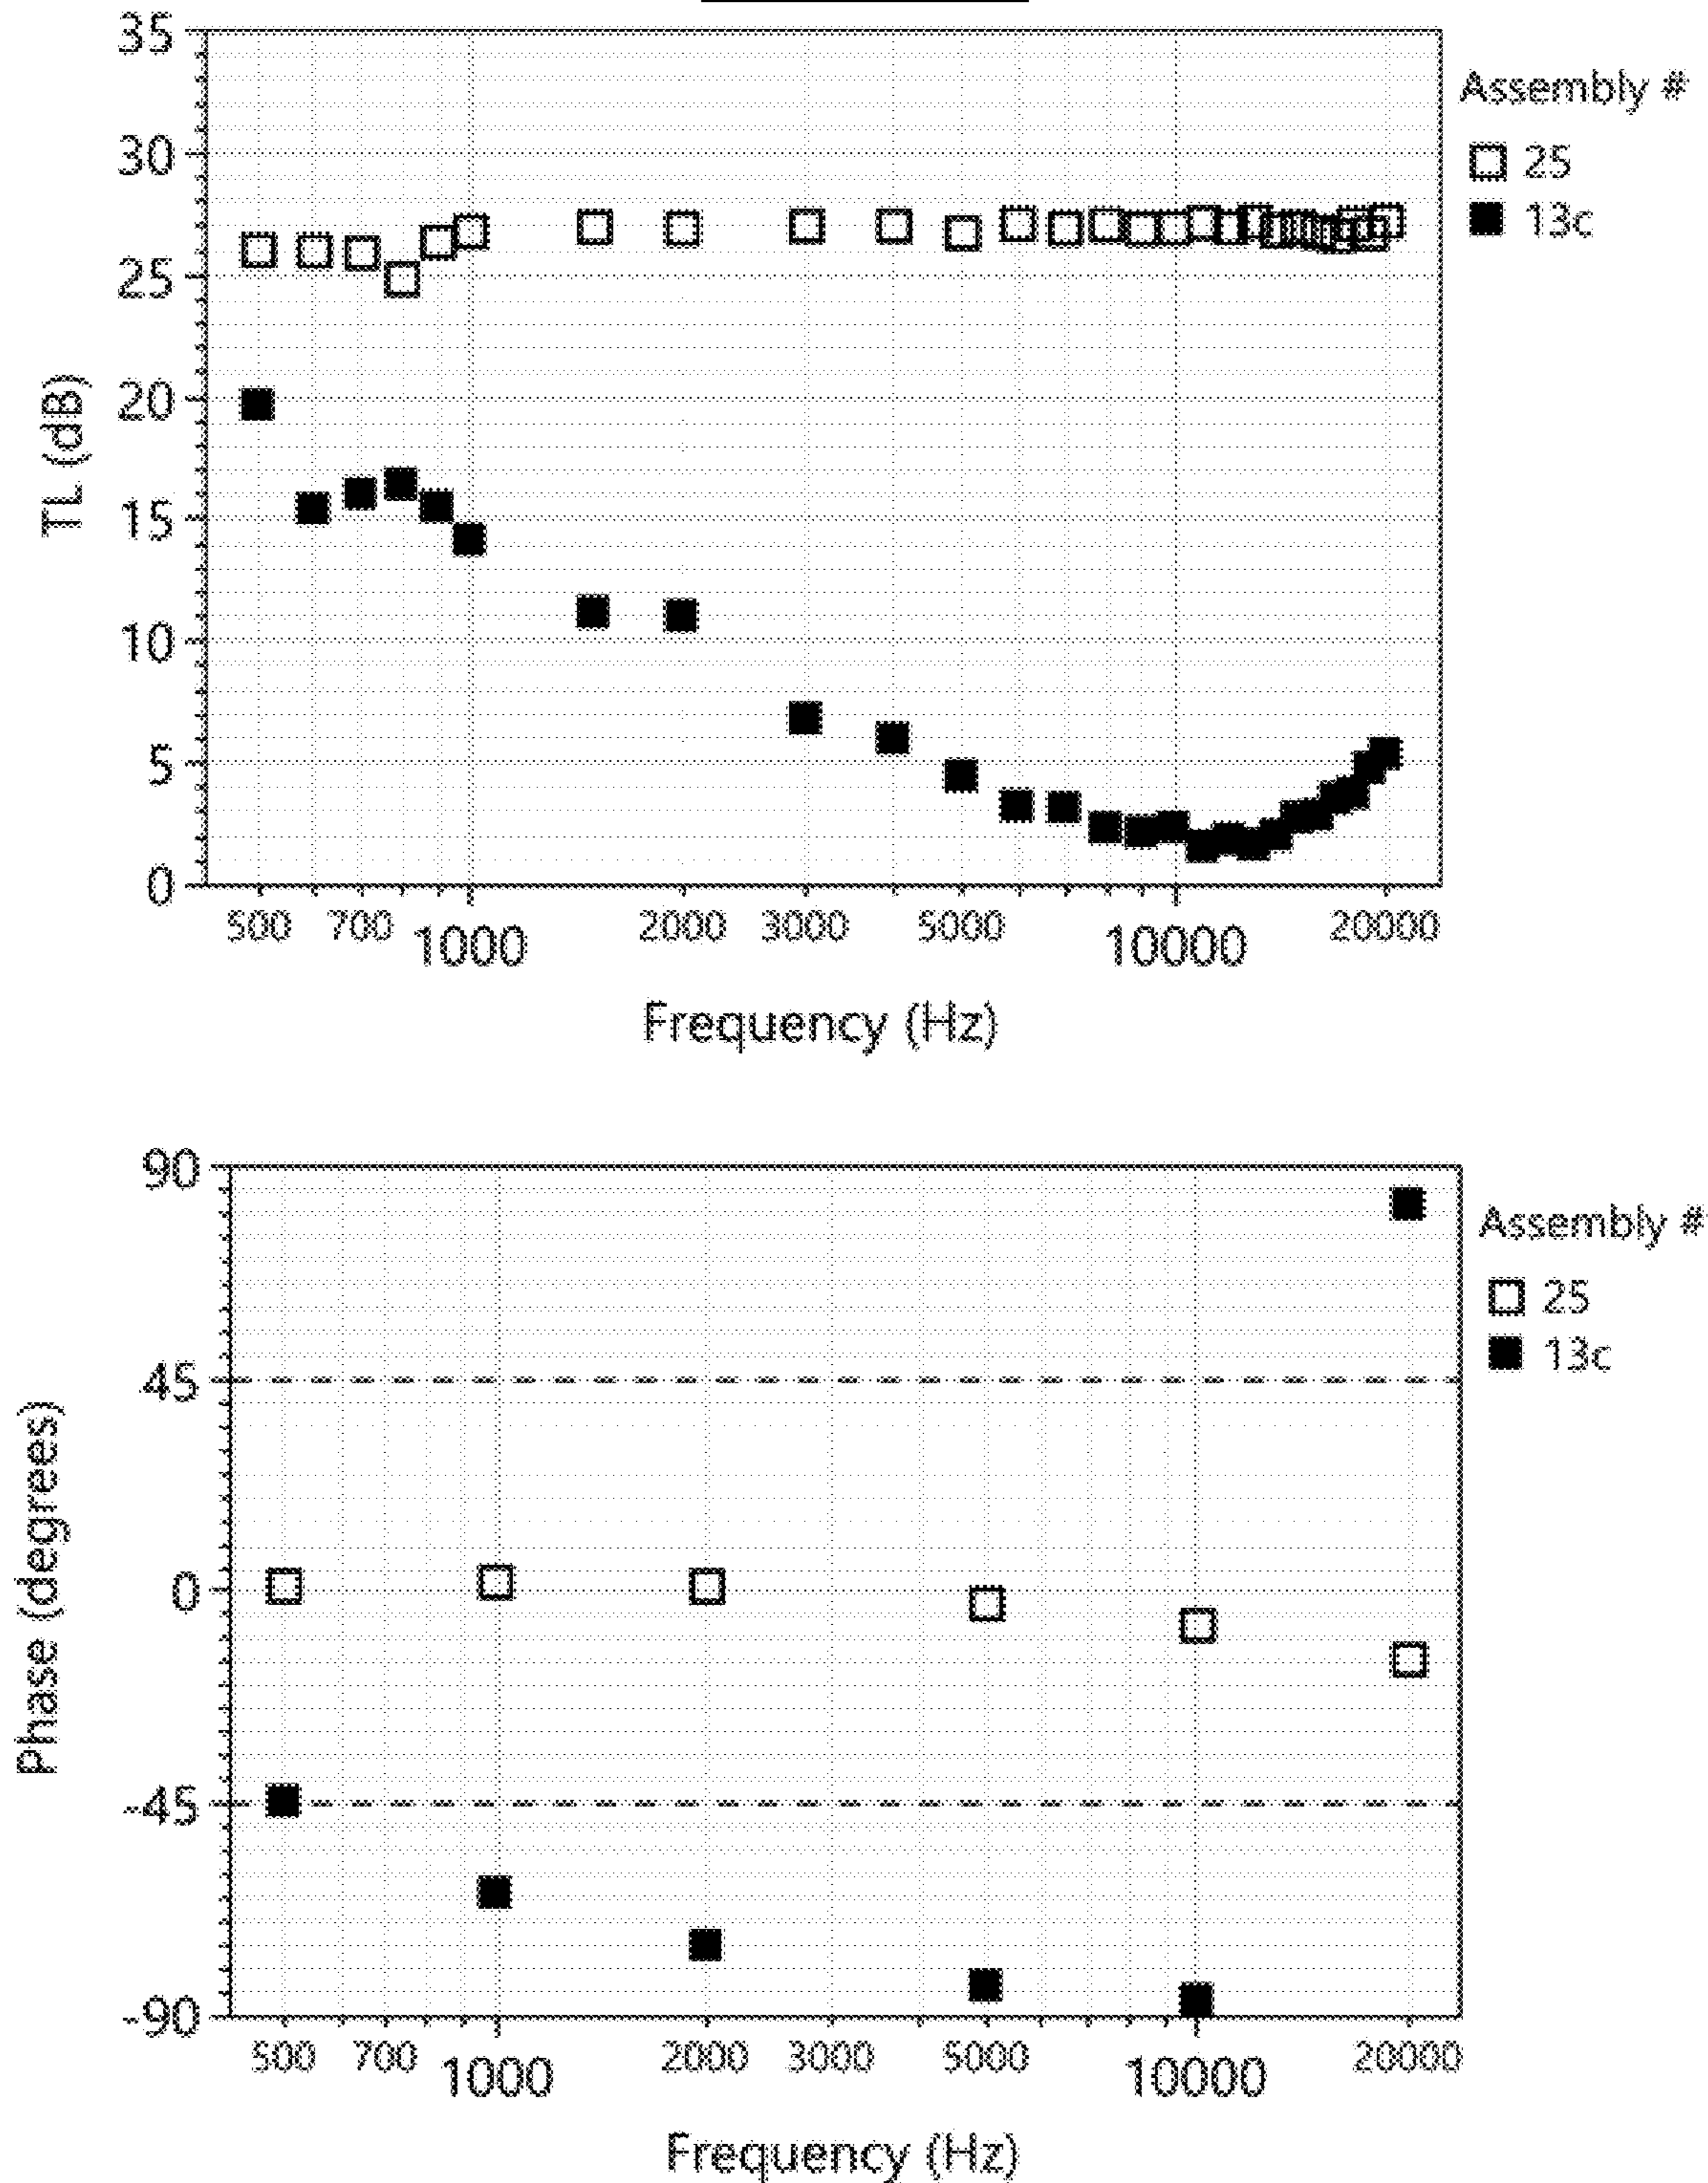 35
30
25
20
15
10
5
0
TL (dB)
500 700 1000 2000 3000 5000 10000 20000
Frequency (Hz)
Assembly #
25
13c
90
45
0
-45
-90
Phase (degrees)
500 700 1000 2000 3000 5000 10000 20000
Frequency (Hz)
Assembly #
25
13c